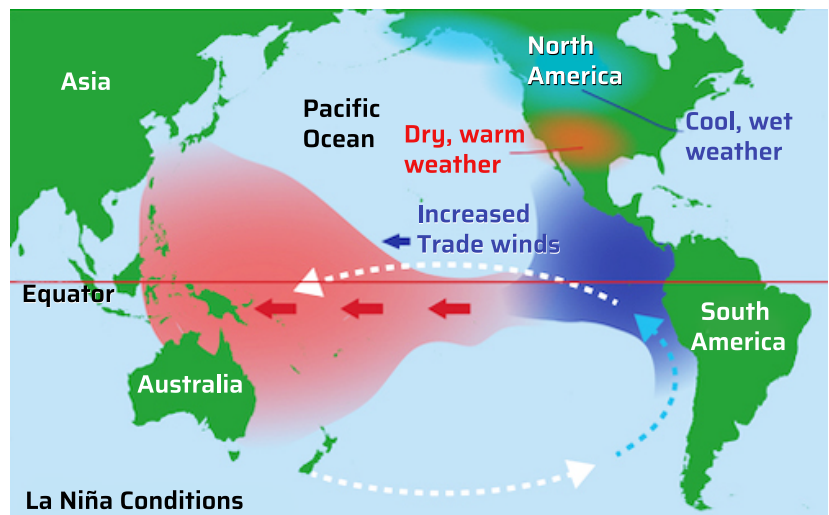 Asia
North
America
Pacific
Ocean
Cool, wet
weather
Dry, warm
weather
Increased
Trade winds
Equator
South
America
Australia
La Niña Conditions